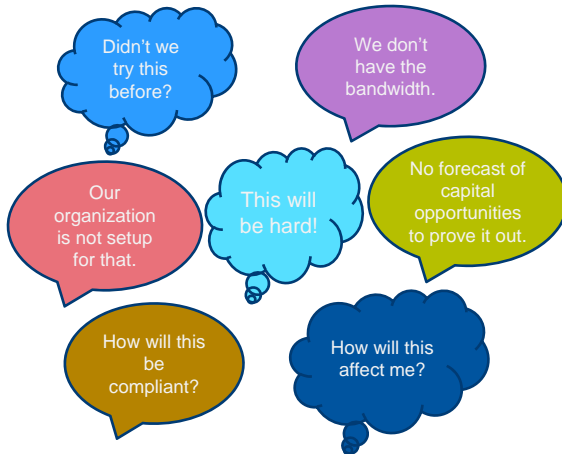 Didn't we
try this
before?
We don't
have the
bandwidth.
Our
organization
is not setup
for that.
This will
be hard!
No forecast of
capital
opportunities
to prove it out.
How will this
be
compliant?
How will this
affect me?